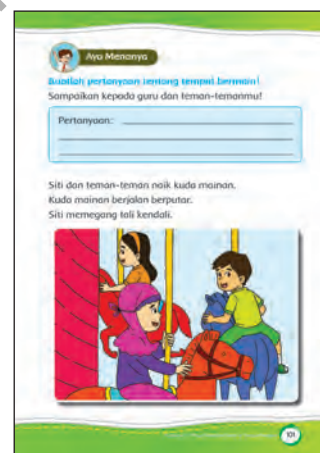 Ayo Menanya
Buatlah pertanyaan tentang tempat bermain!
Sampaikan kepada guru dan teman-temanmu!
Pertanyaan:
Siti dan teman-teman naik kuda mainan.
Kuda mainan berjalan berputar.
Siti memegang tali kendali.
101